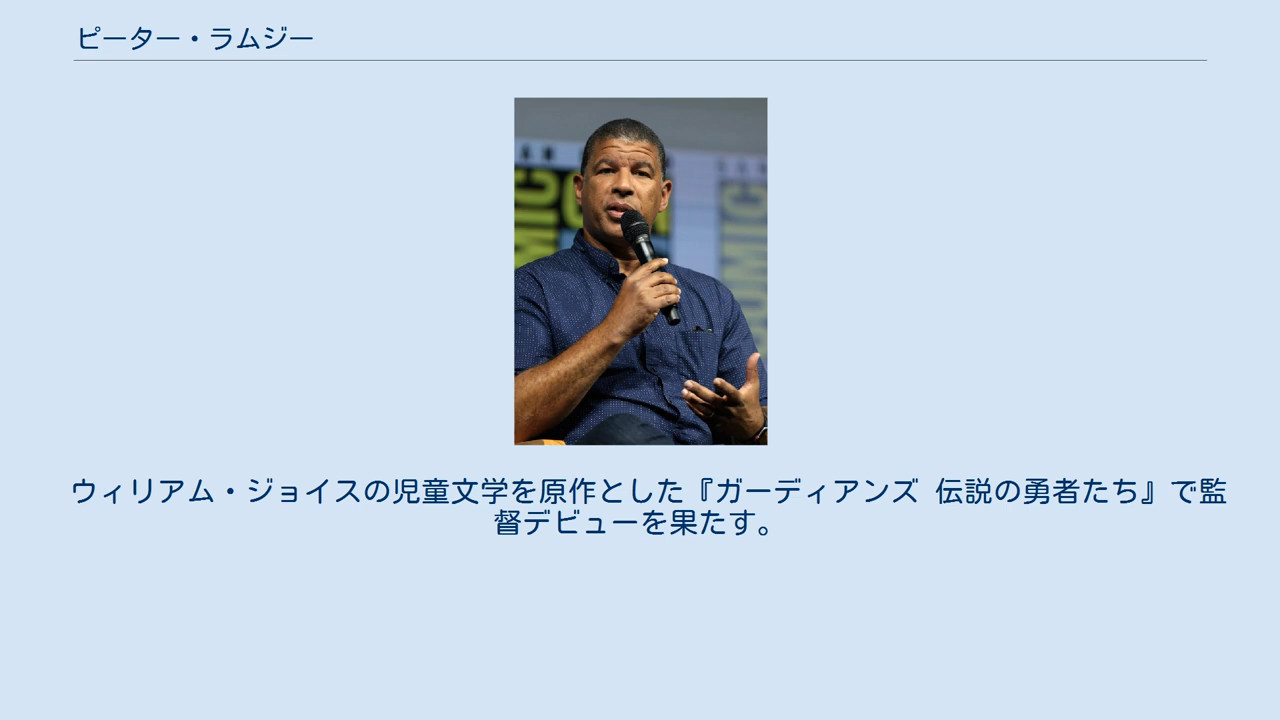 ピーター・ラムジー
COMIC
COMIC
ウィリアム・ジョイスの児童文学を原作とした『ガーディアンズ 伝説の勇者たち』で監
督デビューを果たす。